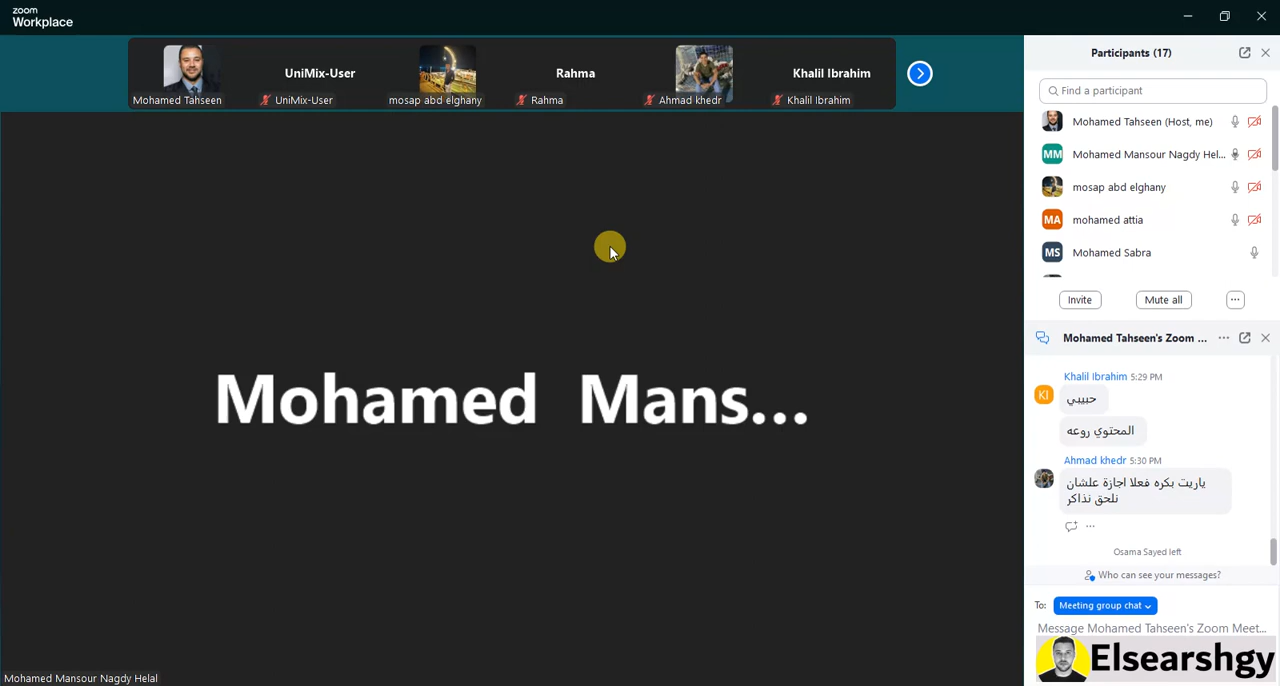 zoom
Workplace
Mohamed Tahseen
UniMix-User
UniMix-User
mosap abd elghany
Rahma
Rahma
Ahmad khedr
Khalil Ibrahim
Khalil Ibrahim
Mohamed Mans...
Mohamed Mansour Nagdy Helal
Participants (17)
Find a participant
Mohamed Tahseen (Host, me)
MM Mohamed Mansour Nagdy Hel...
mosap abd elghany
MA mohamed attia
MS Mohamed Sabra
Invite Mute all ...
Mohamed Tahseen's Zoom ... ...
Khalil Ibrahim 5:29 PM
KI حبيبي
المحتوي روعه
Ahmad khedr 5:30 PM
ياريت بكره فعلا اجازة علشان
نلحق نذاكر
...
Osama Sayed left
Who can see your messages?
To: Meeting group chat
Message Mohamed Tahseen's Zoom Meet...
Elsearshgy